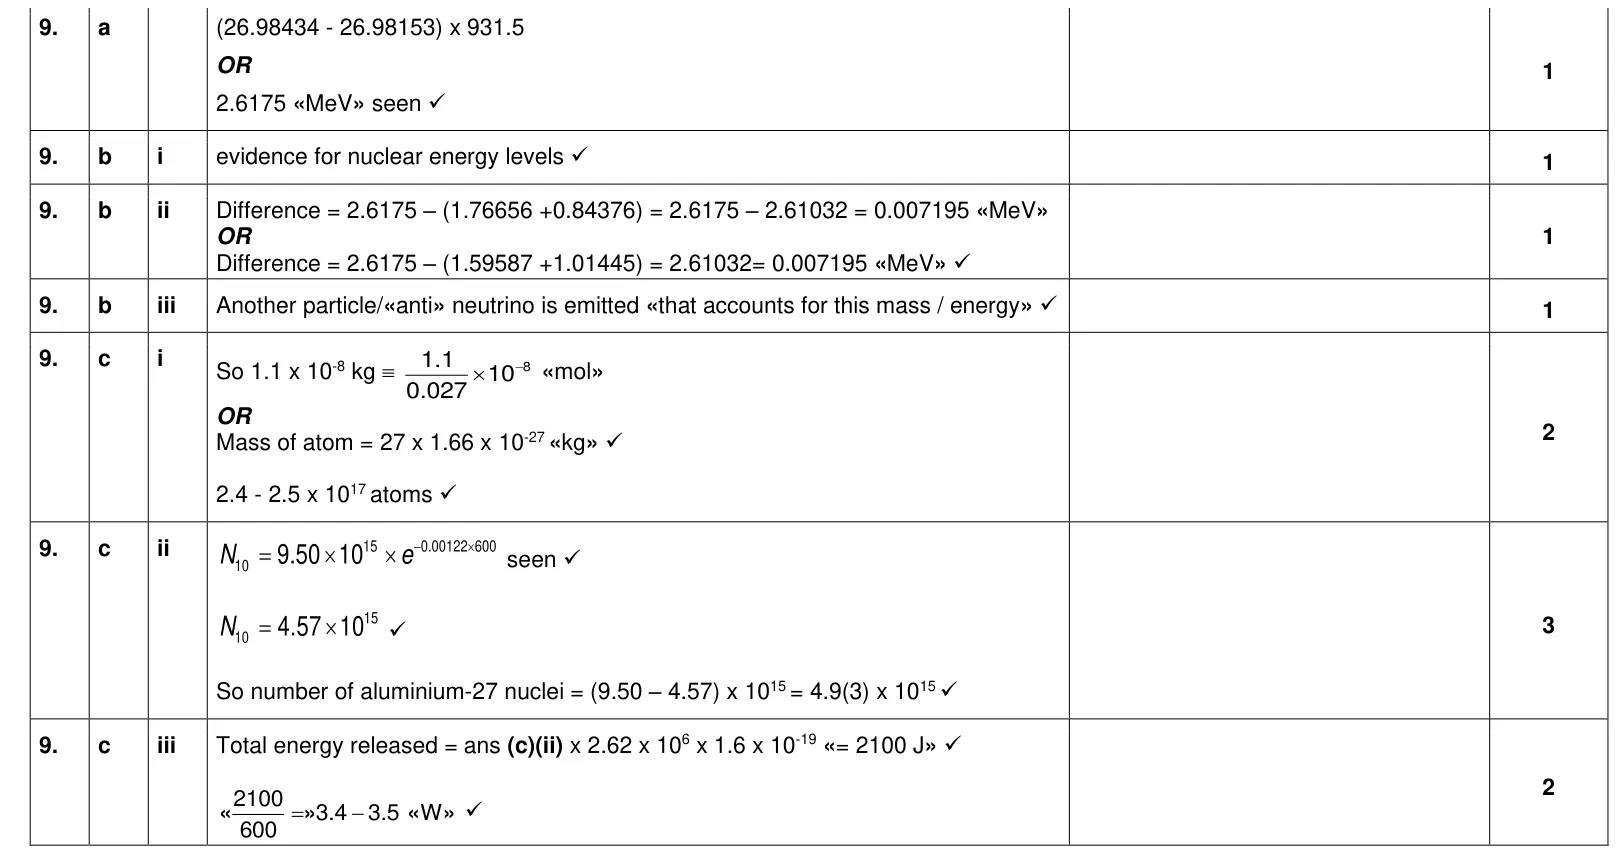 9. a (26.98434 - 26.98153) x 931.5
OR
1
2.6175 «MeV» seen ✓
9. b i evidence for nuclear energy levels ✓ 1
9. b ii Difference = 2.6175 – (1.76656 +0.84376) = 2.6175 – 2.61032 = 0.007195 «MeV»
OR 1
Difference = 2.6175 – (1.59587 +1.01445) = 2.61032= 0.007195 «MeV» ✓
9. b iii Another particle/«anti» neutrino is emitted «that accounts for this mass / energy» ✓ 1
9. c i So 1.1 x 10⁻⁸ kg ≡ 1.1/0.027 ×10⁻⁸ «mol»
OR
2
Mass of atom = 27 x 1.66 x 10⁻²⁷ «kg» ✓
2.4 - 2.5 x 10¹⁷ atoms ✓
9. c ii N₁₀ = 9.50×10¹⁵ × e^(−0.00122×600) seen ✓
N₁₀ = 4.57×10¹⁵ ✓ 3
So number of aluminium-27 nuclei = (9.50 – 4.57) x 10¹⁵ = 4.9(3) x 10¹⁵ ✓
9. c iii Total energy released = ans (c)(ii) x 2.62 x 10⁶ x 1.6 x 10⁻¹⁹ «= 2100 J» ✓
2
«2100/600 =»3.4 – 3.5 «W» ✓